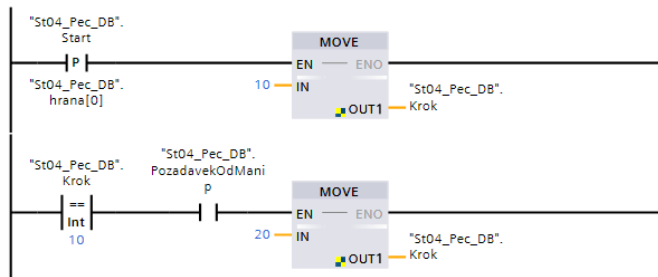 "St04_Pec_DB".
Start
P
"St04_Pec_DB".
hrana[0]
MOVE
EN ENO
10 IN
OUT1
"St04_Pec_DB".
Krok
"St04_Pec_DB".
Krok
==
Int
10
"St04_Pec_DB".
PozadavekOdMani
p
MOVE
EN ENO
20 IN
OUT1
"St04_Pec_DB".
Krok